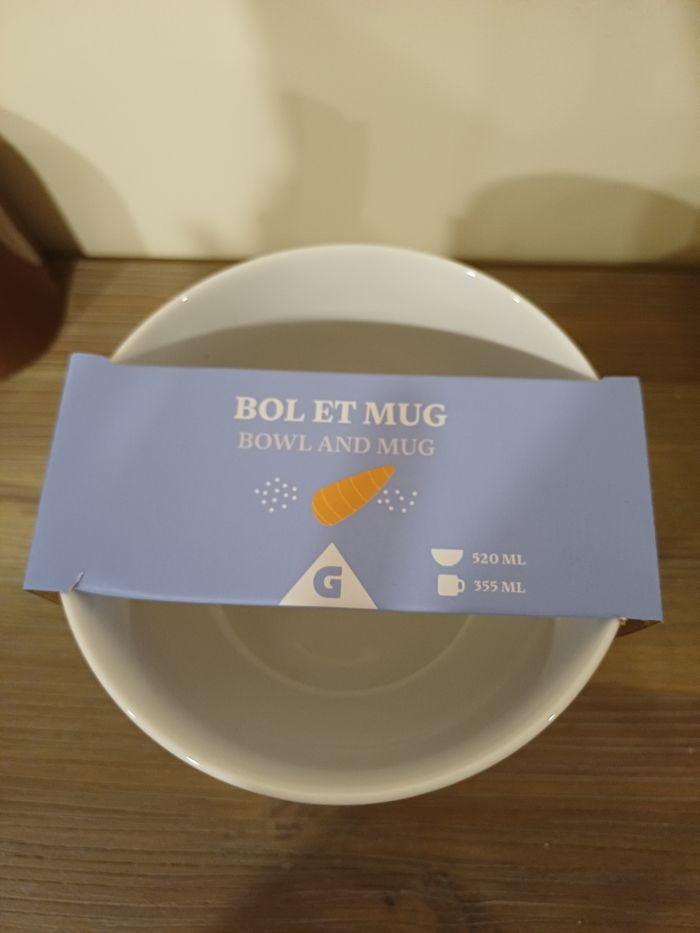 BOL ET MUG
BOWL AND MUG
G
520 ML
355 ML